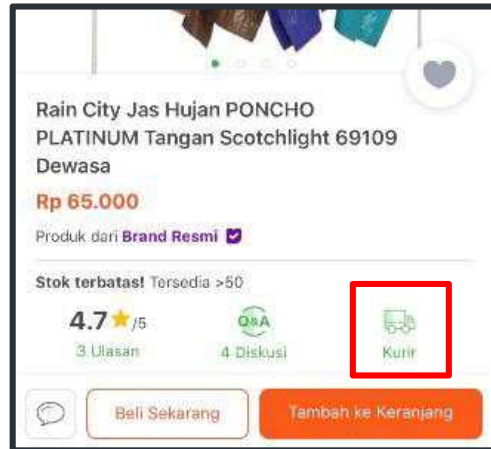 Rain City Jas Hujan PONCHO
PLATINUM Tangan Scotchlight 69109
Dewasa
Rp 65.000
Produk dari Brand Resmi
Stok terbatas! Tersedia >50
4.7 /5
Q&A
3 Ulasan
4 Diskusi
Kurir
Beli Sekarang
Tambah ke Keranjang